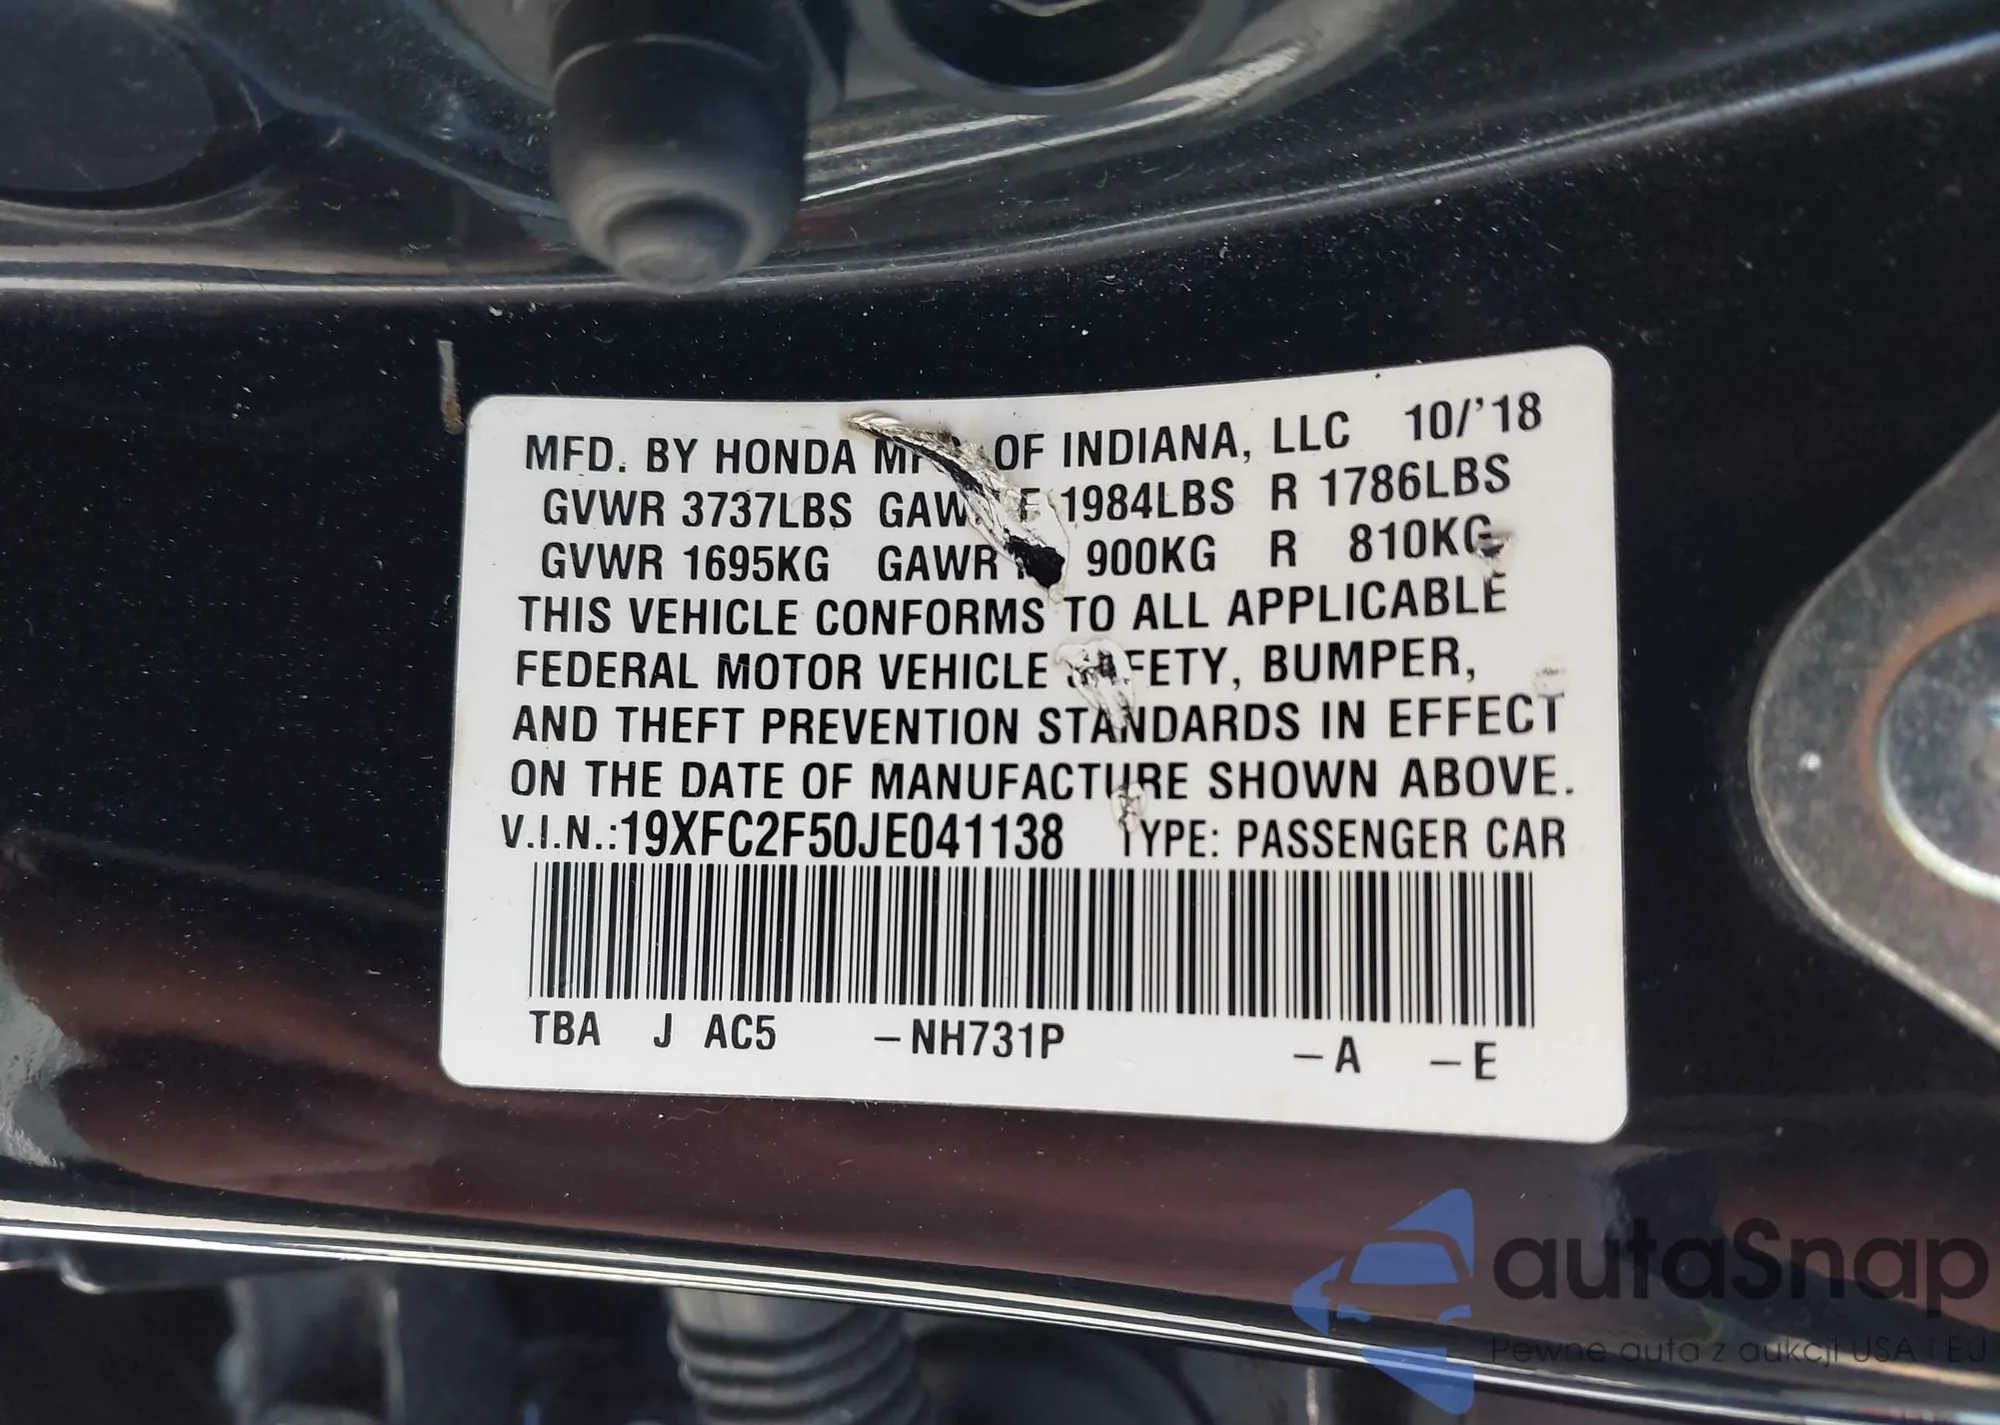 MFD. BY HONDA OF INDIANA, LLC 10/'18
GVWR 3737LBS GAWR F 1984LBS R 1786LBS
GVWR 1695KG GAWR 900KG R 810KG
THIS VEHICLE CONFORMS TO ALL APPLICABLE
FEDERAL MOTOR VEHICLE SAFETY, BUMPER,
AND THEFT PREVENTION STANDARDS IN EFFECT
ON THE DATE OF MANUFACTURE SHOWN ABOVE.
V.I.N.:19XFC2F50JE041138 TYPE: PASSENGER CAR
TBA J AC5 –NH731P –A –E
autaSnap
Pewne auta z aukcji USA i EU